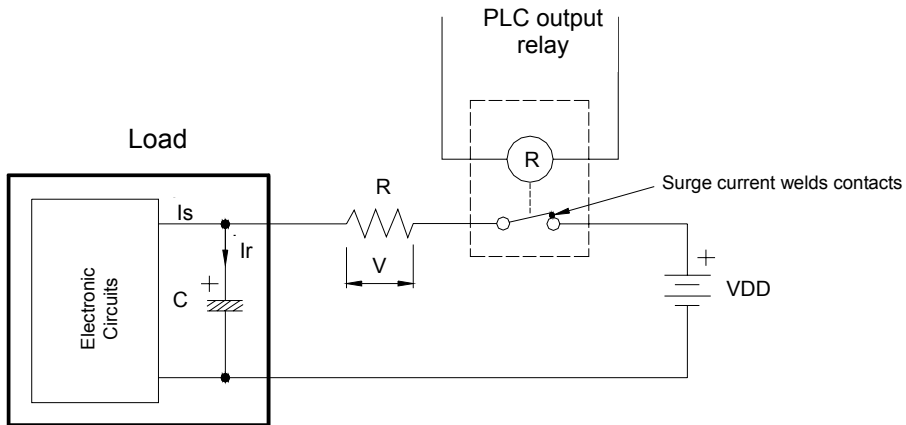 PLC output
relay
Load
R
Surge current welds contacts
R
Is
Ir
V
+
C
+
VDD
Electronic
Circuits